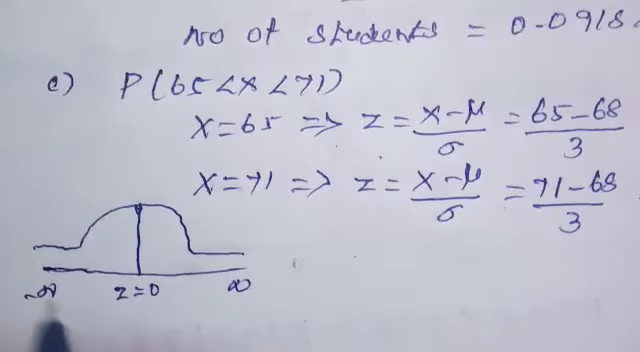 No of students = 0.0918
c) P(65 < x < 71)
X = 65 => z = x-μ/σ = 65-68/3
X = 71 => z = x-μ/σ = 71-68/3
-∞ z=0 ∞